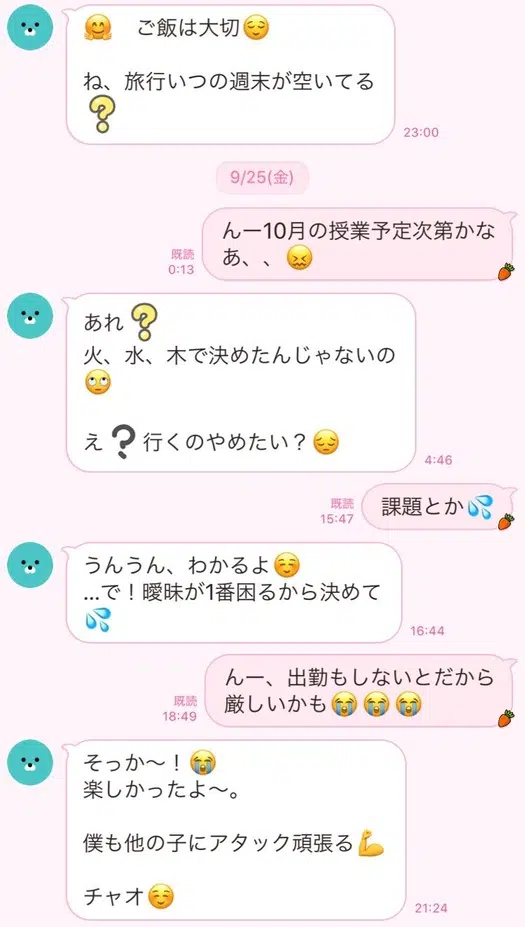 🤗 ご飯は大切😌
ね、旅行いつの週末が空いてる
❔
23:00
9/25(金)
んー10月の授業予定次第かな
あ、、😖
既読
0:13
あれ❔
火、水、木で決めたんじゃないの
🙄
え❓行くのやめたい？😔
4:46
課題とか💦
既読
15:47
うんうん、わかるよ☺️
…で！曖昧が1番困るから決めて
💦
16:44
んー、出勤もしないとだから
厳しいかも😭😭😭
既読
18:49
そっか〜！😭
楽しかったよ〜。
僕も他の子にアタック頑張る💪
チャオ☺️
21:24